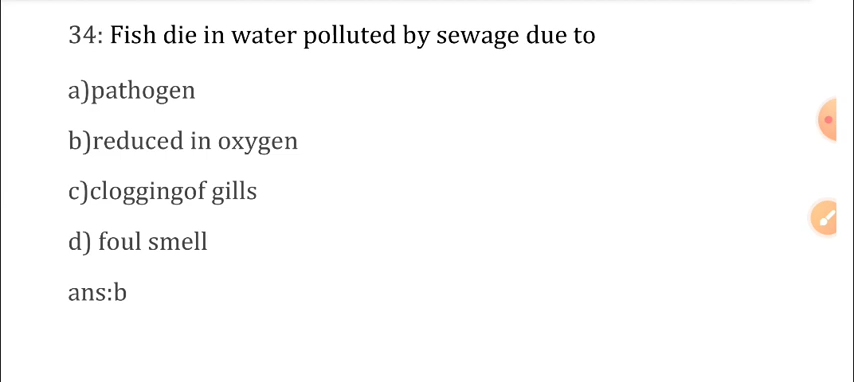 34: Fish die in water polluted by sewage due to
a)pathogen
b)reduced in oxygen
c)cloggingof gills
d) foul smell
ans:b